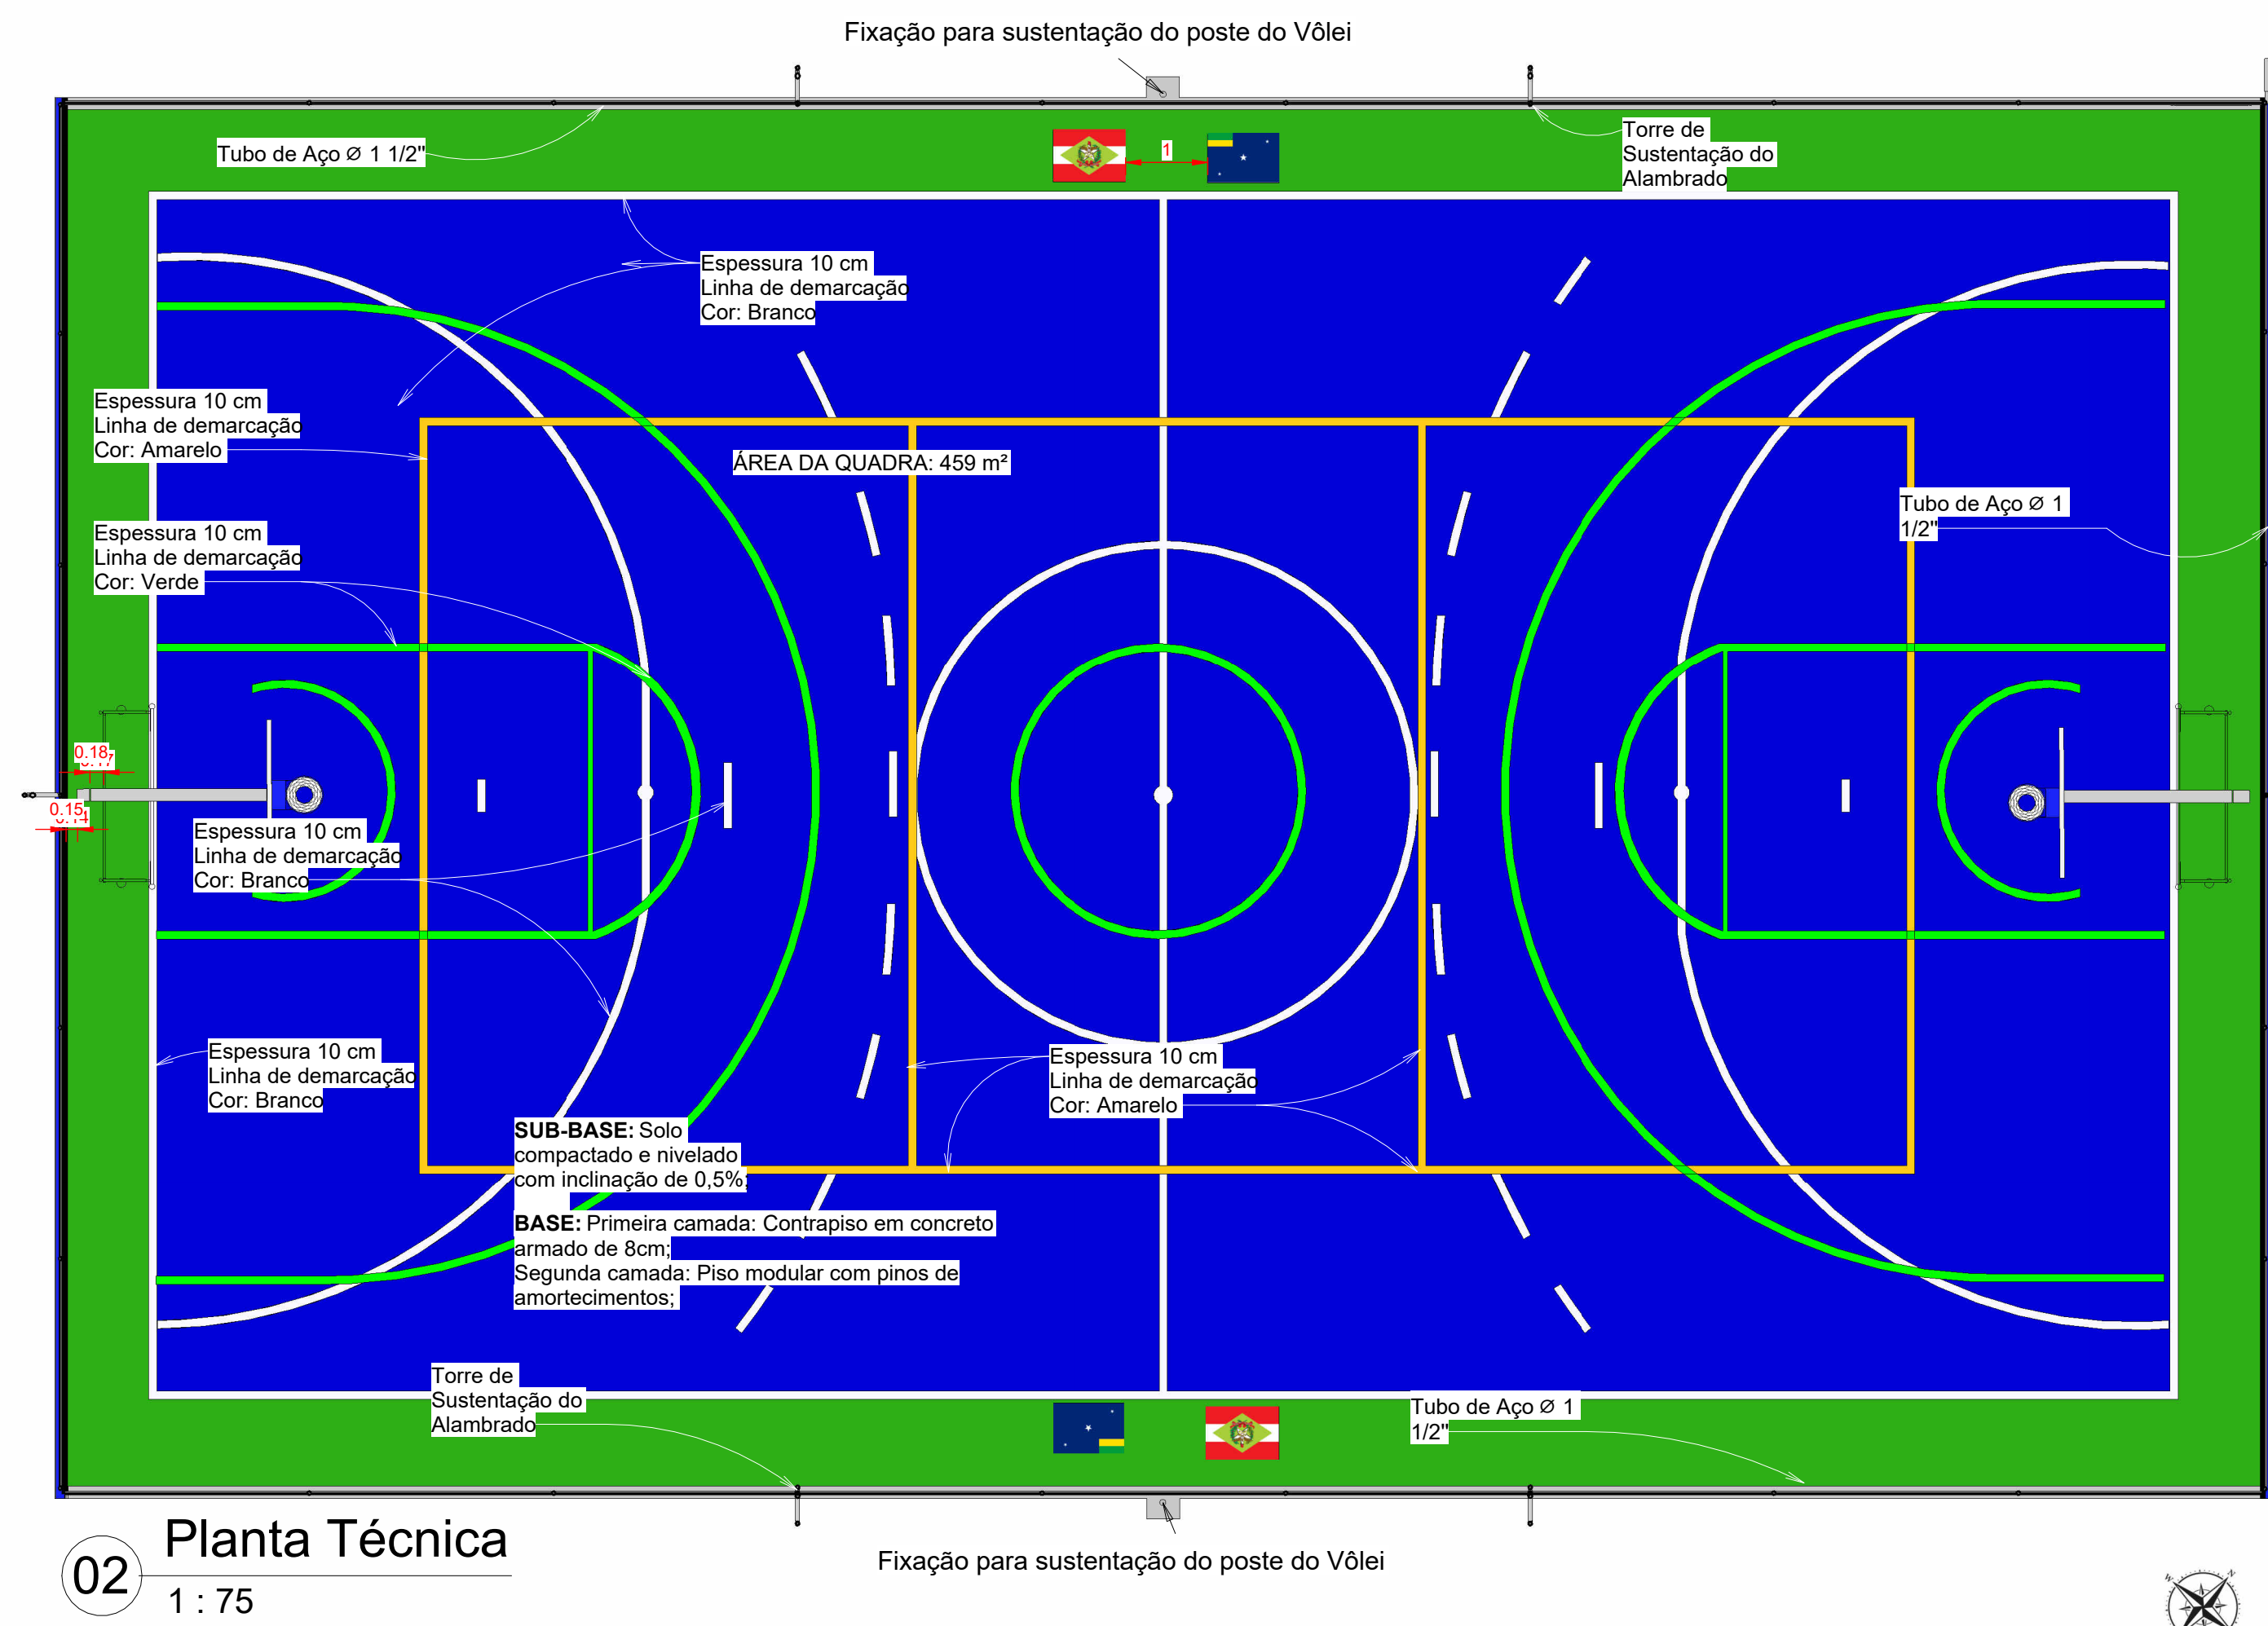 Fixação para sustentação do poste do Vôlei
Tubo de Aço Ø 1 1/2"
1
Torre de
Sustentação do
Alambrado
Espessura 10 cm
Linha de demarcação
Cor: Branco
Espessura 10 cm
Linha de demarcação
Cor: Amarelo
ÁREA DA QUADRA: 459 m²
Tubo de Aço Ø 1
1/2"
Espessura 10 cm
Linha de demarcação
Cor: Verde
0.18
0.15
Espessura 10 cm
Linha de demarcação
Cor: Branco
Espessura 10 cm
Linha de demarcação
Cor: Branco
Espessura 10 cm
Linha de demarcação
Cor: Amarelo
SUB-BASE: Solo
compactado e nivelado
com inclinação de 0,5%;
BASE: Primeira camada: Contrapiso em concreto
armado de 8cm;
Segunda camada: Piso modular com pinos de
amortecimentos;
Torre de
Sustentação do
Alambrado
Tubo de Aço Ø 1
1/2"
02
Planta Técnica
1 : 75
Fixação para sustentação do poste do Vôlei
W N